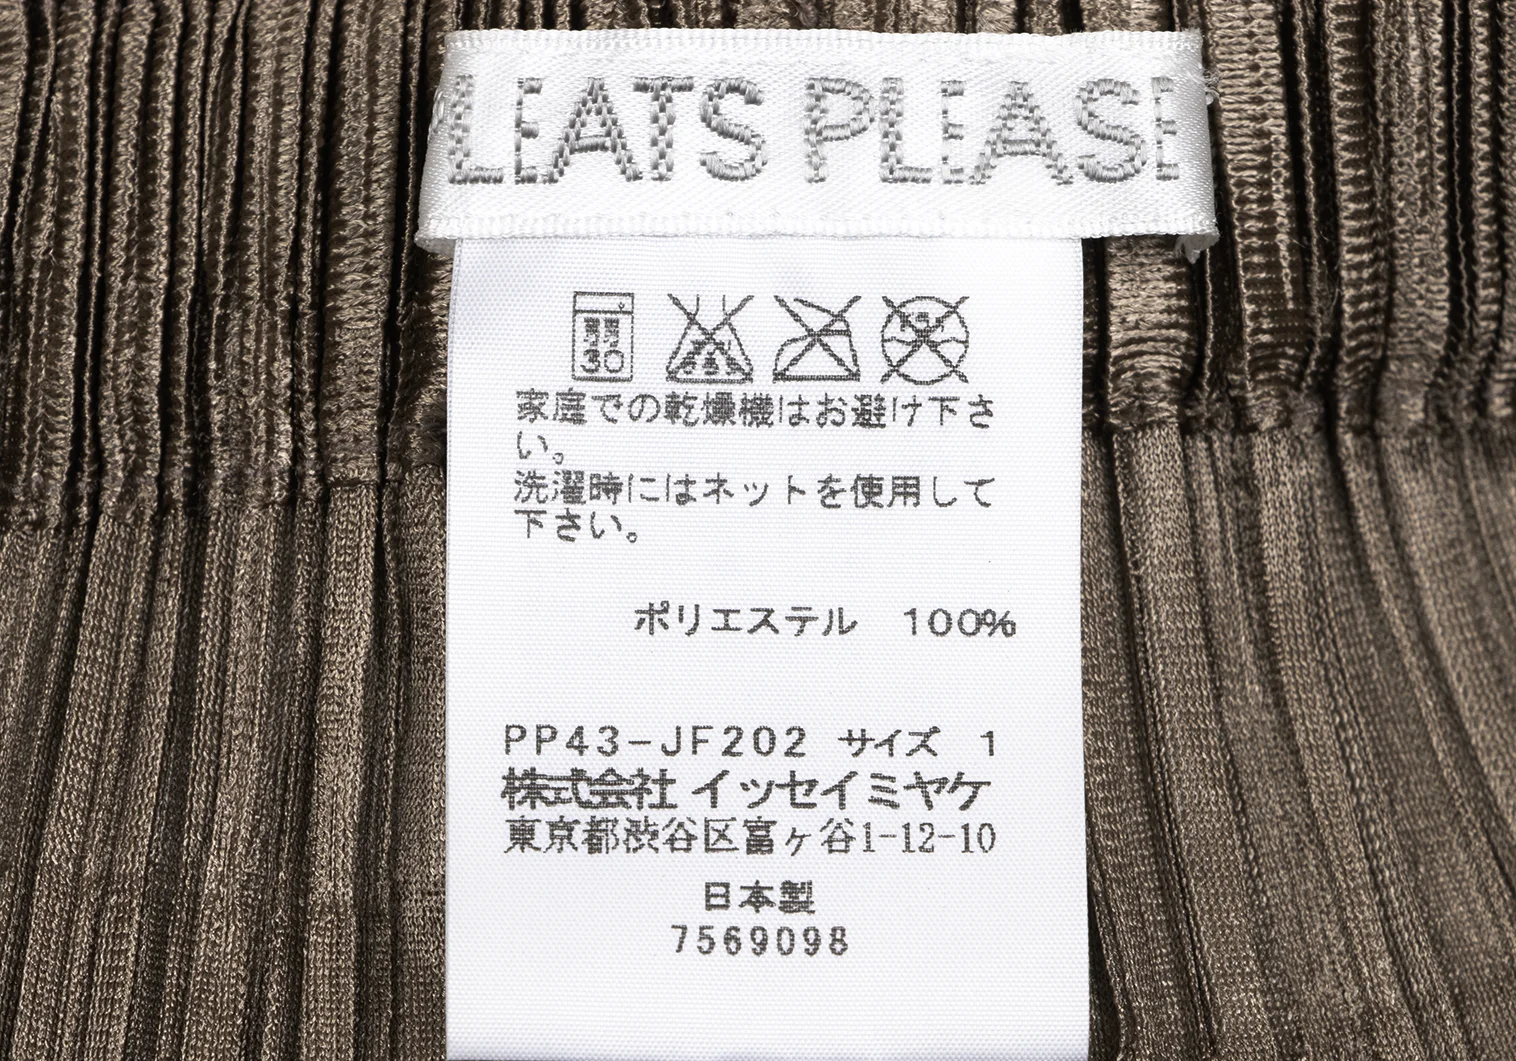 PLEATS PLEASE
弱
30
家庭での乾燥機はお避け下さ
い。
洗濯時にはネットを使用して
下さい。
ポリエステル 100%
PP43-JF202 サイズ 1
株式会社 イッセイミヤケ
東京都渋谷区富ヶ谷1-12-10
日本製
7569098